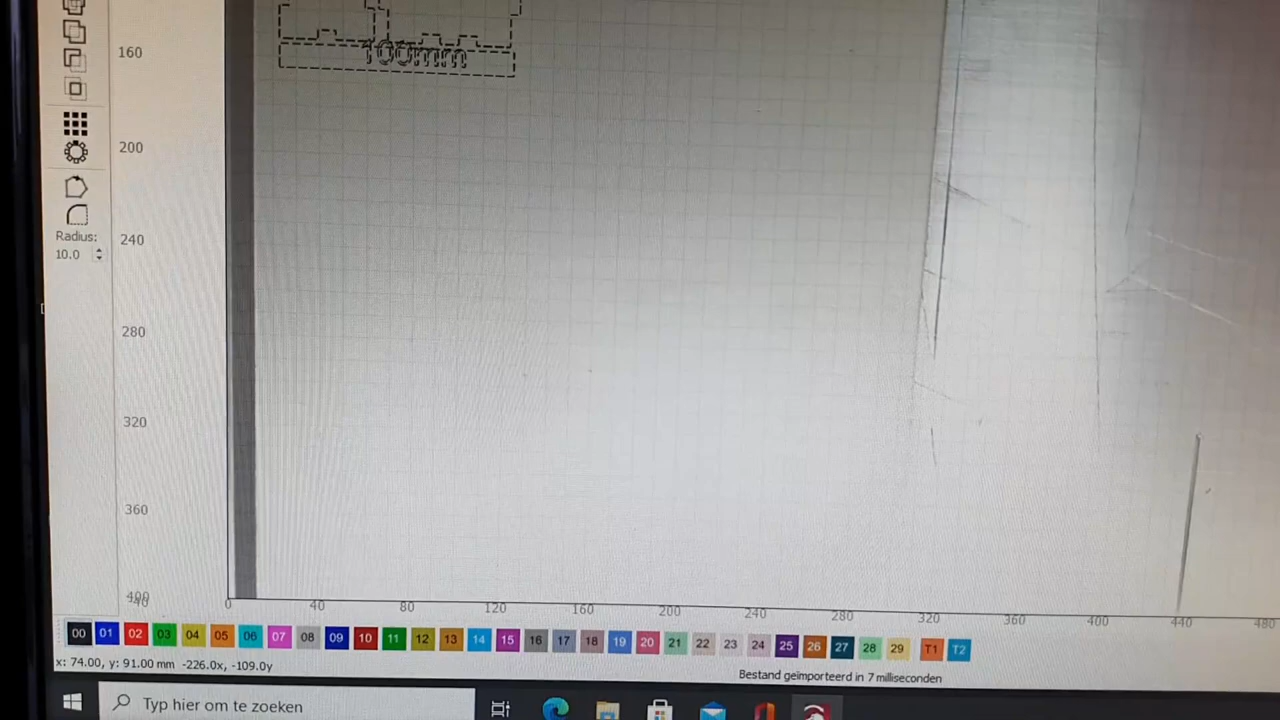 160
100mm
200
240
Radius:
10.0
280
320
360
400
-40
0 40 80 120 160 200 240 280 320 360 400 440 480
00 01 02 03 04 05 06 07 08 09 10 11 12 13 14 15 16 17 18 19 20 21 22 23 24 25 26 27 28 29 T1 T2
x: 74.00, y: 91.00 mm -226.0x, -109.0y
Bestand geïmporteerd in 7 milliseconden
Typ hier om te zoeken